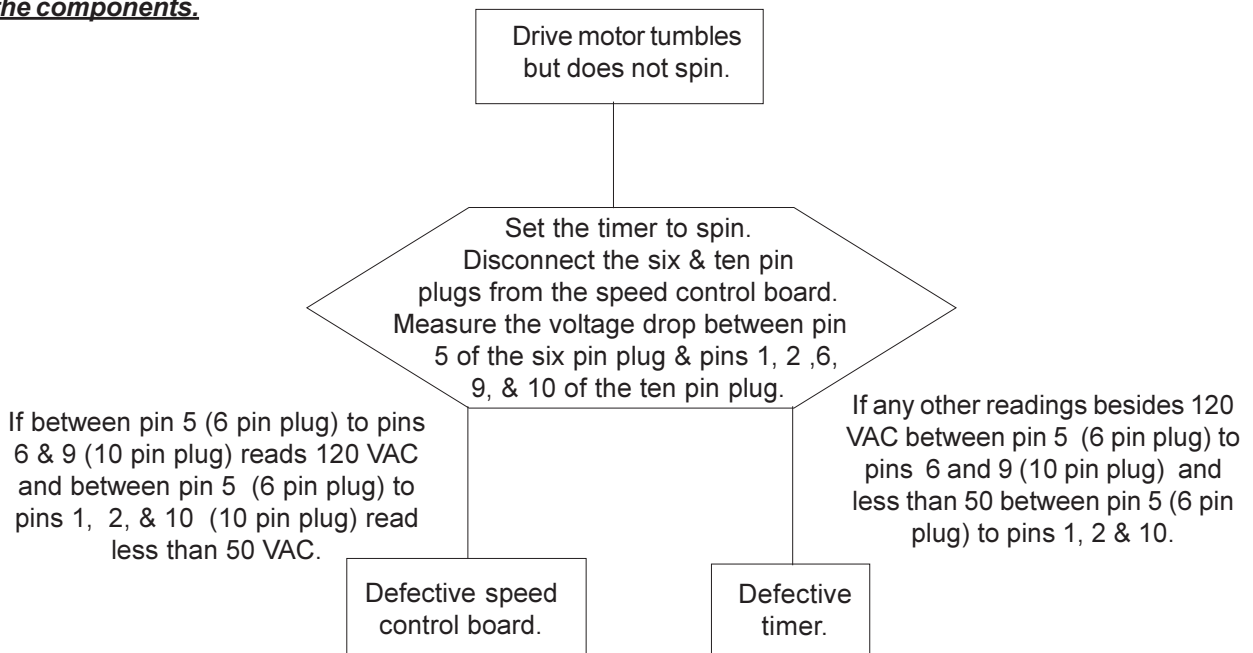 the components.
Drive motor tumbles
but does not spin.
Set the timer to spin.
Disconnect the six & ten pin
plugs from the speed control board.
Measure the voltage drop between pin
5 of the six pin plug & pins 1, 2 ,6,
9, & 10 of the ten pin plug.
If between pin 5 (6 pin plug) to pins
6 & 9 (10 pin plug) reads 120 VAC
and between pin 5 (6 pin plug) to
pins 1, 2, & 10 (10 pin plug) read
less than 50 VAC.
If any other readings besides 120
VAC between pin 5 (6 pin plug) to
pins 6 and 9 (10 pin plug) and
less than 50 between pin 5 (6 pin
plug) to pins 1, 2 & 10.
Defective speed
control board.
Defective
timer.